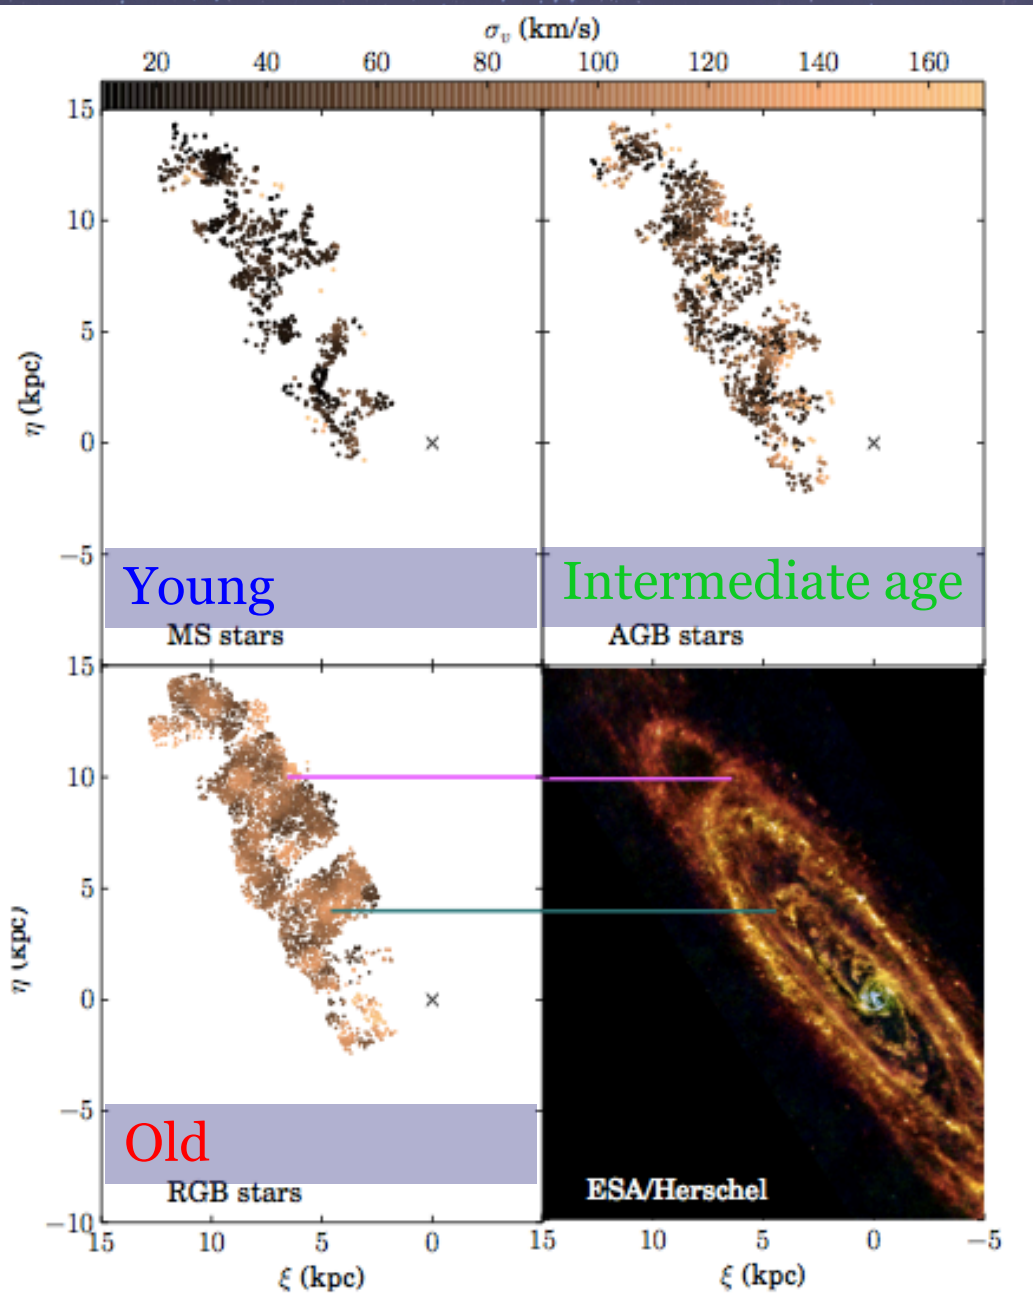 σᵥ (km/s)
20 40 60 80 100 120 140 160
15
10
5
0
−5
η (kpc)
Young
MS stars
Intermediate age
AGB stars
15
10
5
0
−5
−10
η (kpc)
Old
RGB stars
ESA/Herschel
15 10 5 0
15 10 5 0 −5
ξ (kpc)
ξ (kpc)